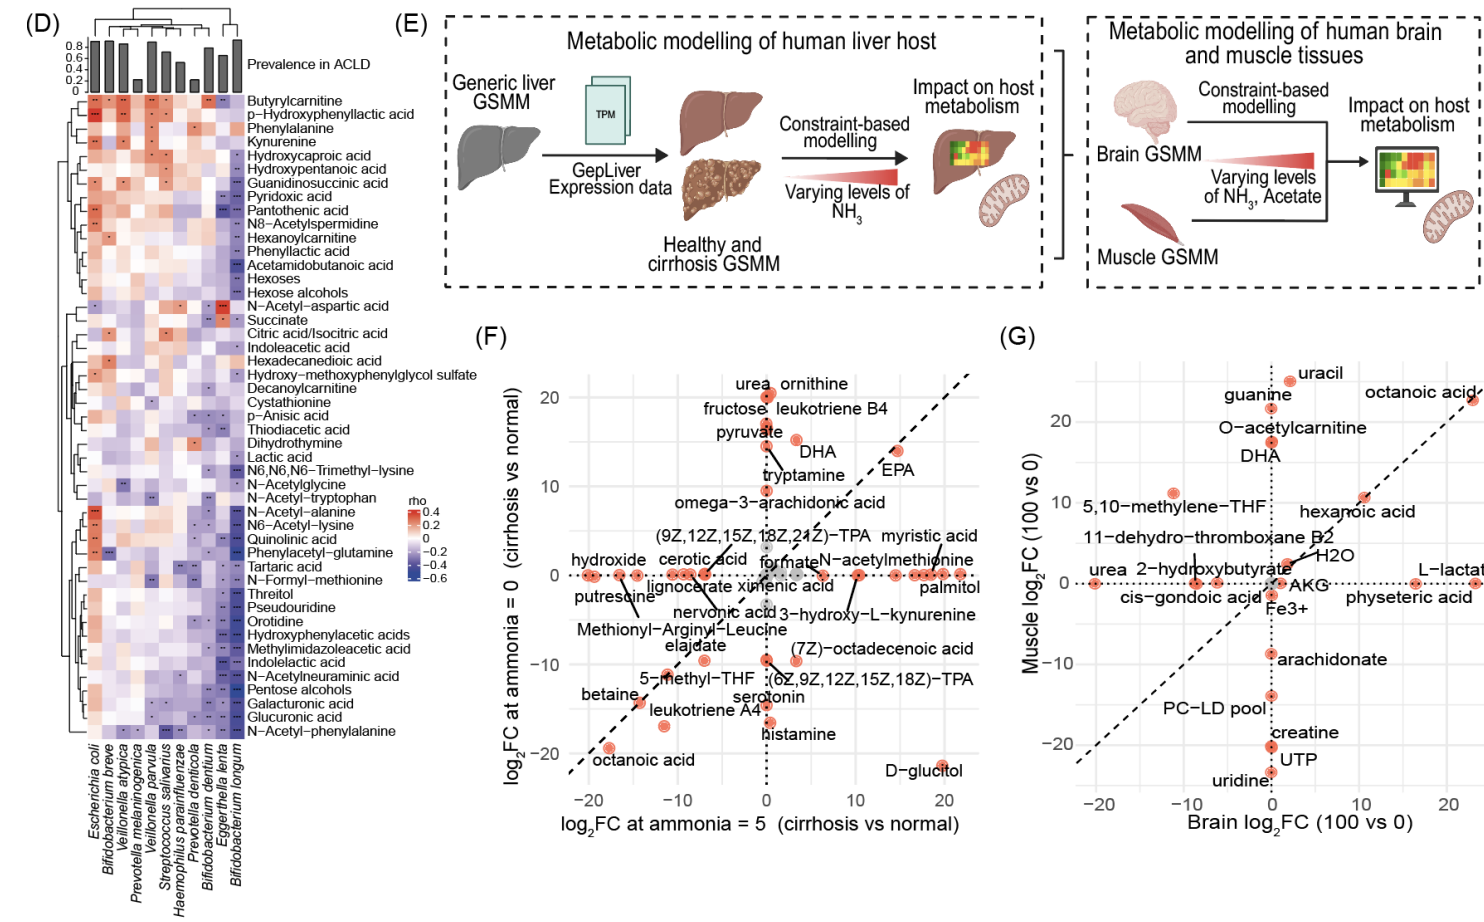 (D)
0.8
0.6
0.4
0.2
0
Prevalence in ACLD
Butyrylcarnitine
p−Hydroxyphenyllactic acid
Phenylalanine
Kynurenine
Hydroxycaproic acid
Hydroxypentanoic acid
Guanidinosuccinic acid
Pyridoxic acid
Pantothenic acid
N8−Acetylspermidine
Hexanoylcarnitine
Phenyllactic acid
Acetamidobutanoic acid
Hexoses
Hexose alcohols
N−Acetyl−aspartic acid
Succinate
Citric acid/Isocitric acid
Indoleacetic acid
Hexadecanedioic acid
Hydroxy−methoxyphenylglycol sulfate
Decanoylcarnitine
Cystathionine
p−Anisic acid
Thiodiacetic acid
Dihydrothymine
Lactic acid
N6,N6,N6−Trimethyl−lysine
N−Acetylglycine
N−Acetyl−tryptophan
N−Acetyl−alanine
N6−Acetyl−lysine
Quinolinic acid
Phenylacetyl−glutamine
Tartaric acid
N−Formyl−methionine
Threitol
Pseudouridine
Orotidine
Hydroxyphenylacetic acids
Methylimidazoleacetic acid
Indolelactic acid
N−Acetylneuraminic acid
Pentose alcohols
Galacturonic acid
Glucuronic acid
N−Acetyl−phenylalanine
rho
0.4
0.2
0
−0.2
−0.4
−0.6
Escherichia coli
Bifidobacterium breve
Veillonella atypica
Prevotella melaninogenica
Veillonella parvula
Streptococcus salivarius
Haemophilus parainfluenzae
Prevotella denticola
Bifidobacterium dentium
Eggerthella lenta
Bifidobacterium longum
(E)
Metabolic modelling of human liver host
Generic liver
GSMM
TPM
GepLiver
Expression data
Healthy and
cirrhosis GSMM
Constraint-based
modelling
Varying levels of
NH3
Impact on host
metabolism
Metabolic modelling of human brain
and muscle tissues
Brain GSMM
Muscle GSMM
Constraint-based
modelling
Varying levels
of NH3, Acetate
Impact on host
metabolism
(F)
log2FC at ammonia = 0 (cirrhosis vs normal)
20
10
0
−10
−20
urea ornithine
fructose leukotriene B4
pyruvate
DHA
tryptamine
EPA
omega−3−arachidonic acid
(9Z,12Z,15Z,18Z,21Z)−TPA myristic acid
hydroxide cerotic acid formate N−acetylmethionine
putrescine lignocerate ximenic acid palmitol
nervonic acid 3−hydroxy−L−kynurenine
Methionyl−Arginyl−Leucine
elaidate (7Z)−octadecenoic acid
5−methyl−THF (6Z,9Z,12Z,15Z,18Z)−TPA
betaine serotonin
leukotriene A4
histamine
octanoic acid
D−glucitol
−20 −10 0 10 20
log2FC at ammonia = 5 (cirrhosis vs normal)
(G)
Muscle log2FC (100 vs 0)
20
10
0
−10
−20
uracil
guanine octanoic acid
O−acetylcarnitine
DHA
5,10−methylene−THF hexanoic acid
11−dehydro−thromboxane B2
H2O
urea 2−hydroxybutyrate L−lactat
AKG
cis−gondoic acid physeteric acid
Fe3+
arachidonate
PC−LD pool
creatine
UTP
uridine
−20 −10 0 10 20
Brain log2FC (100 vs 0)